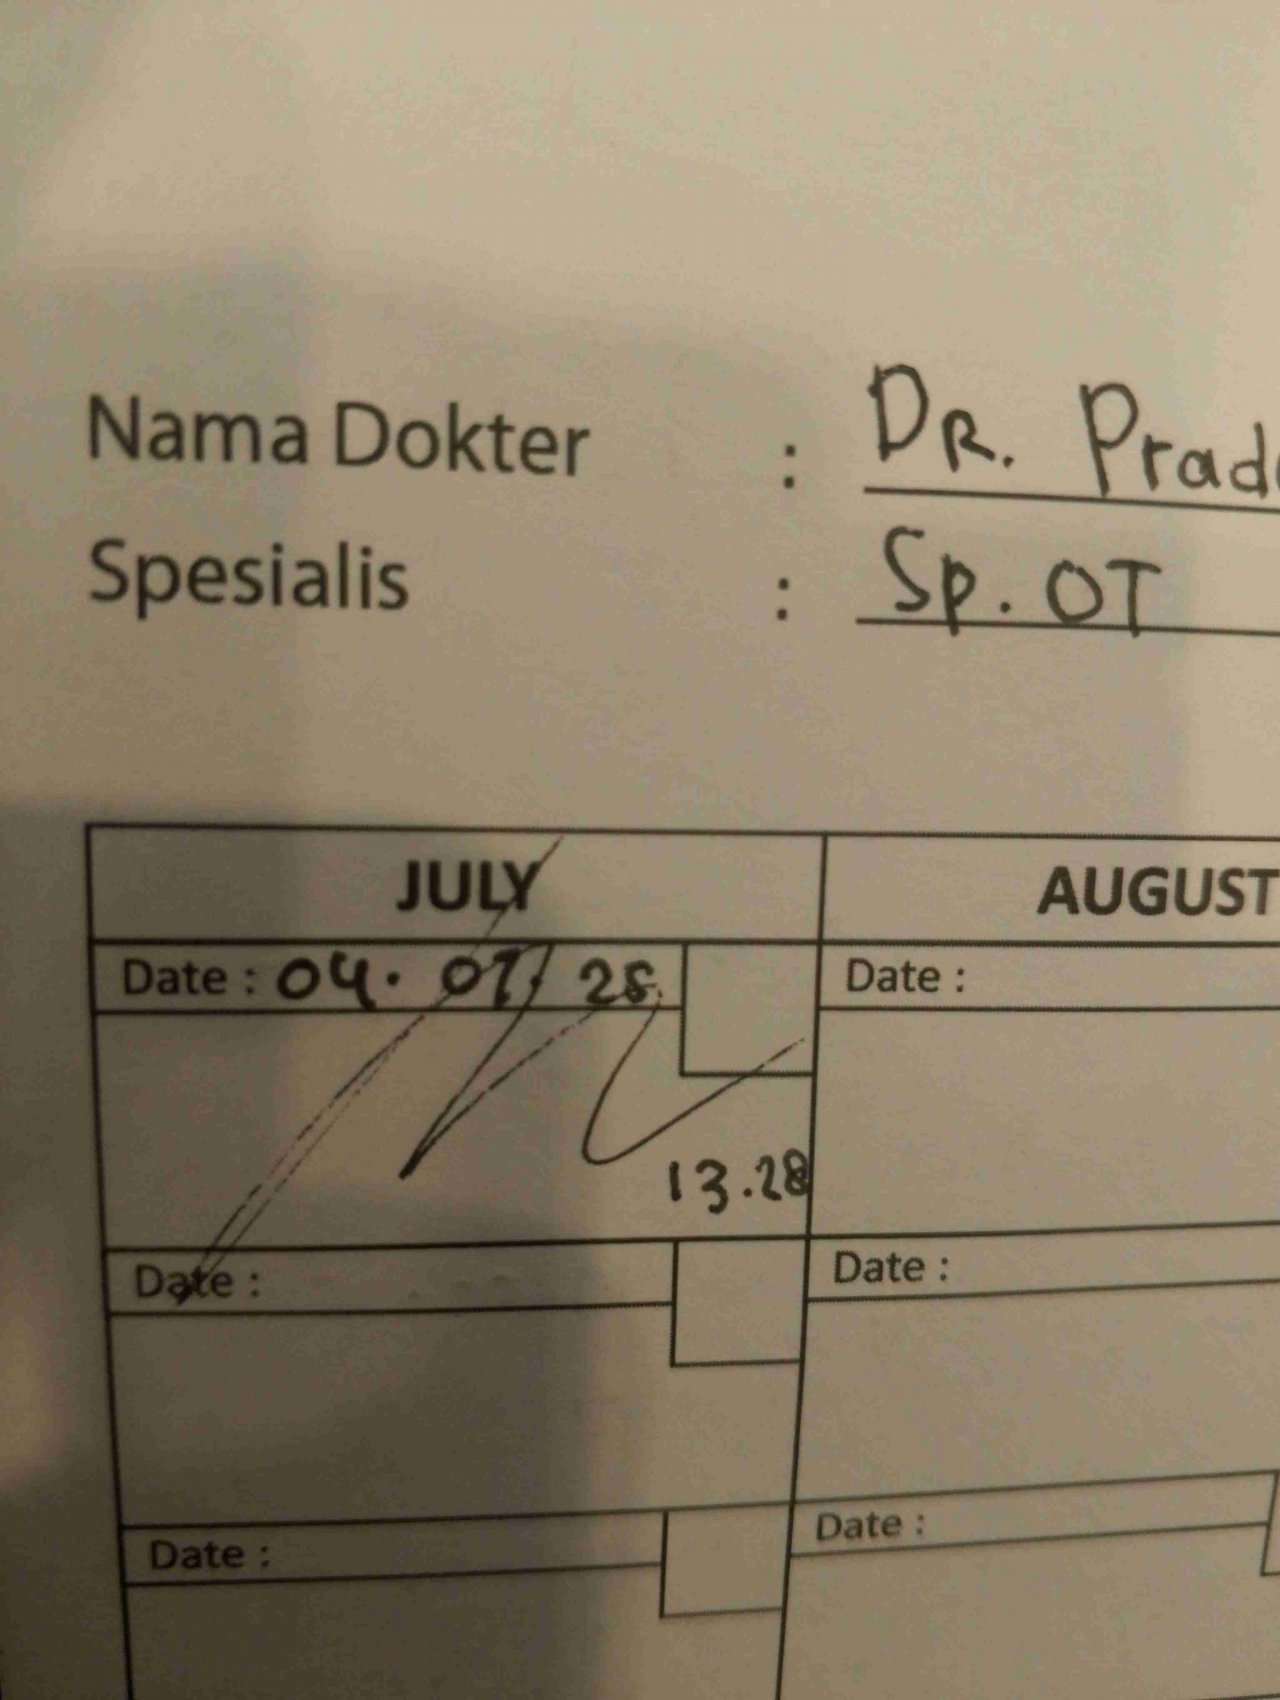 Nama Dokter : DR. Prad
Spesialis : Sp. OT
JULY AUGUST
Date : 04. 07. 25 Date :
13.28
Date : Date :
Date : Date :